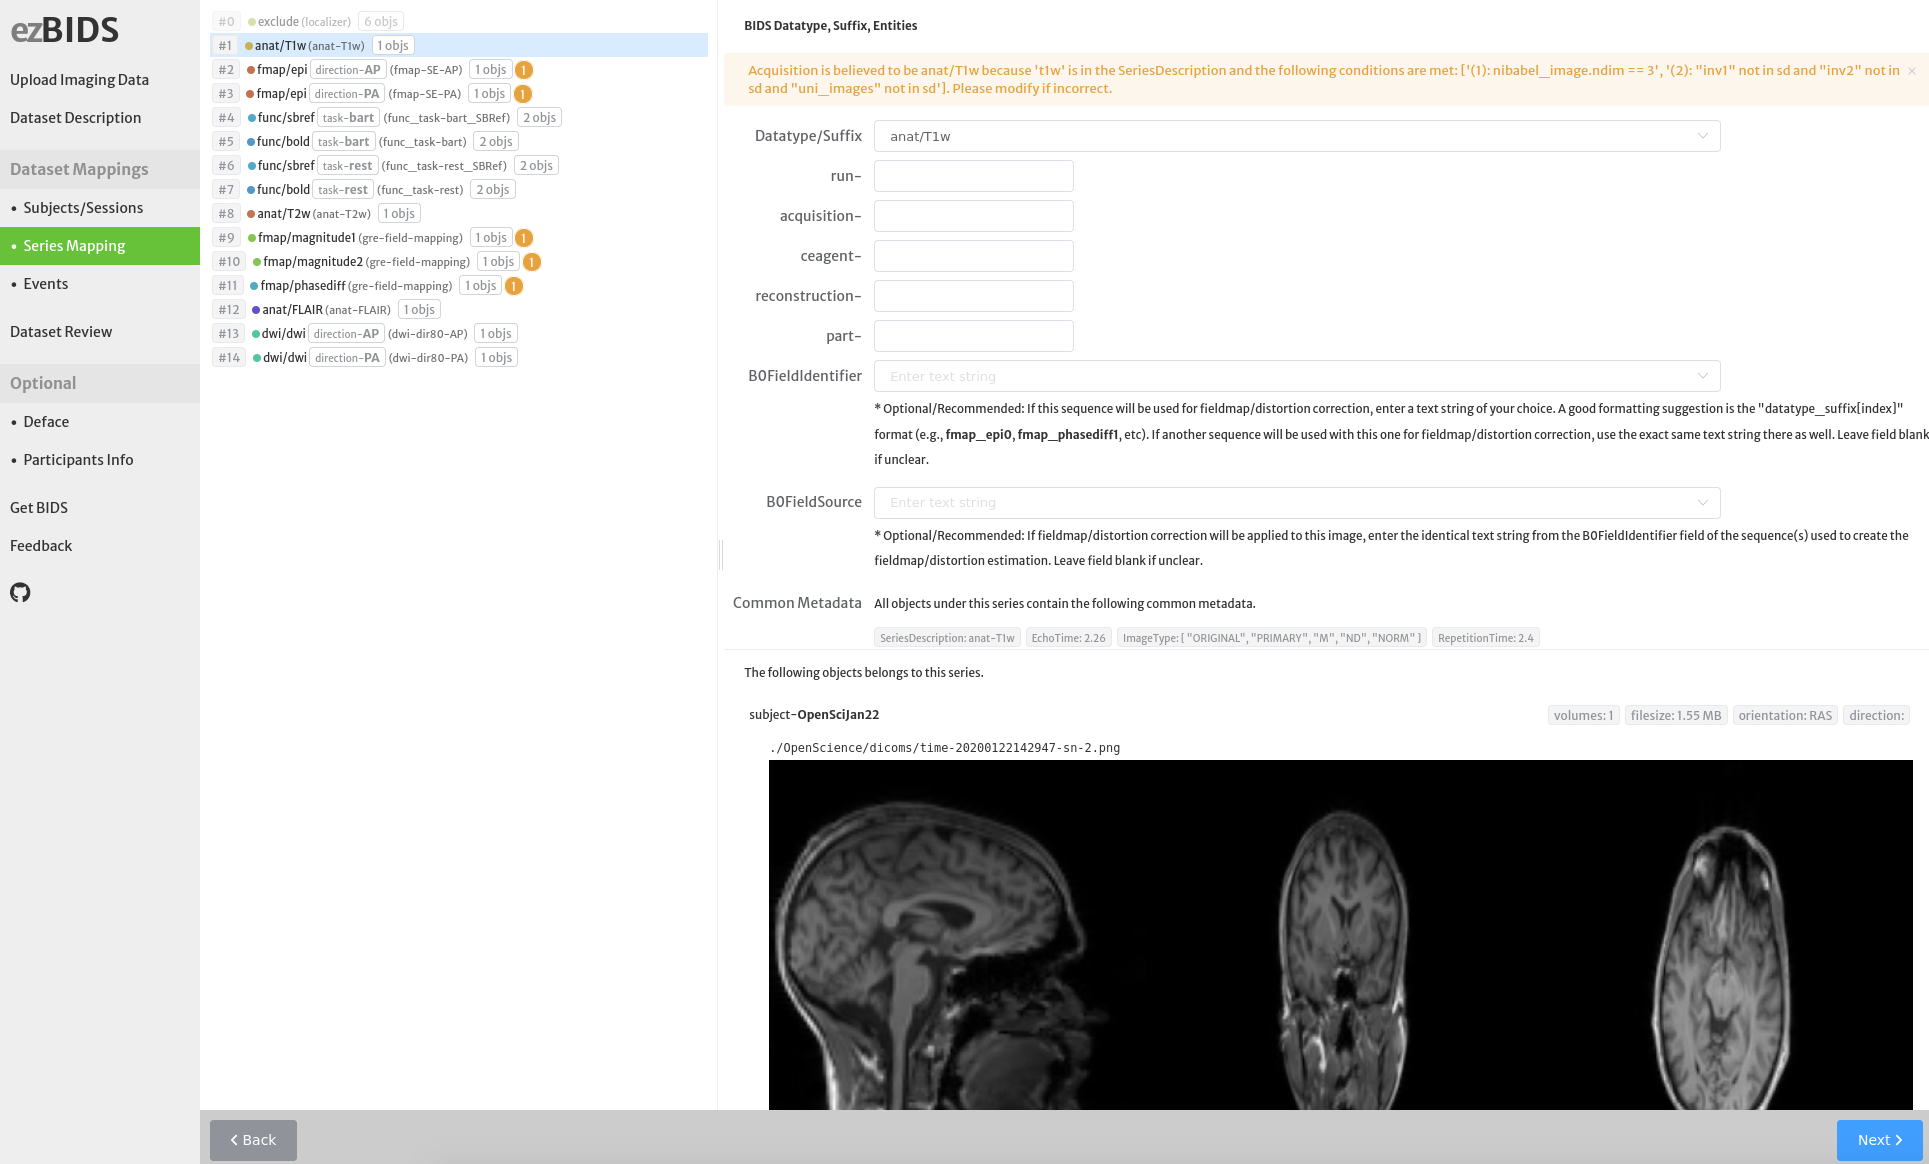 ezBIDS
Upload Imaging Data
Dataset Description
Dataset Mappings
• Subjects/Sessions
• Series Mapping
• Events
Dataset Review
Optional
• Deface
• Participants Info
Get BIDS
Feedback
#0 exclude (localizer) 6 objs
#1 anat/T1w (anat-T1w) 1 objs
#2 fmap/epi direction-AP (fmap-SE-AP) 1 objs 1
#3 fmap/epi direction-PA (fmap-SE-PA) 1 objs 1
#4 func/sbref task-bart (func_task-bart_SBRef) 2 objs
#5 func/bold task-bart (func_task-bart) 2 objs
#6 func/sbref task-rest (func_task-rest_SBRef) 2 objs
#7 func/bold task-rest (func_task-rest) 2 objs
#8 anat/T2w (anat-T2w) 1 objs
#9 fmap/magnitude1 (gre-field-mapping) 1 objs 1
#10 fmap/magnitude2 (gre-field-mapping) 1 objs 1
#11 fmap/phasediff (gre-field-mapping) 1 objs 1
#12 anat/FLAIR (anat-FLAIR) 1 objs
#13 dwi/dwi direction-AP (dwi-dir80-AP) 1 objs
#14 dwi/dwi direction-PA (dwi-dir80-PA) 1 objs
BIDS Datatype, Suffix, Entities
Acquisition is believed to be anat/T1w because 't1w' is in the SeriesDescription and the following conditions are met: ['(1): nibabel_image.ndim == 3', '(2): "inv1" not in sd and "inv2" not in
sd and "uni_images" not in sd']. Please modify if incorrect.
Datatype/Suffix anat/T1w
run-
acquisition-
ceagent-
reconstruction-
part-
B0FieldIdentifier Enter text string
* Optional/Recommended: If this sequence will be used for fieldmap/distortion correction, enter a text string of your choice. A good formatting suggestion is the "datatype_suffix[index]"
format (e.g., fmap_epi0, fmap_phasediff1, etc). If another sequence will be used with this one for fieldmap/distortion correction, use the exact same text string there as well. Leave field blank
if unclear.
B0FieldSource Enter text string
* Optional/Recommended: If fieldmap/distortion correction will be applied to this image, enter the identical text string from the B0FieldIdentifier field of the sequence(s) used to create the
fieldmap/distortion estimation. Leave field blank if unclear.
Common Metadata All objects under this series contain the following common metadata.
SeriesDescription: anat-T1w EchoTime: 2.26 ImageType: [ "ORIGINAL", "PRIMARY", "M", "ND", "NORM" ] RepetitionTime: 2.4
The following objects belongs to this series.
subject-OpenSciJan22 volumes: 1 filesize: 1.55 MB orientation: RAS direction:
./OpenScience/dicoms/time-20200122142947-sn-2.png
Back
Next